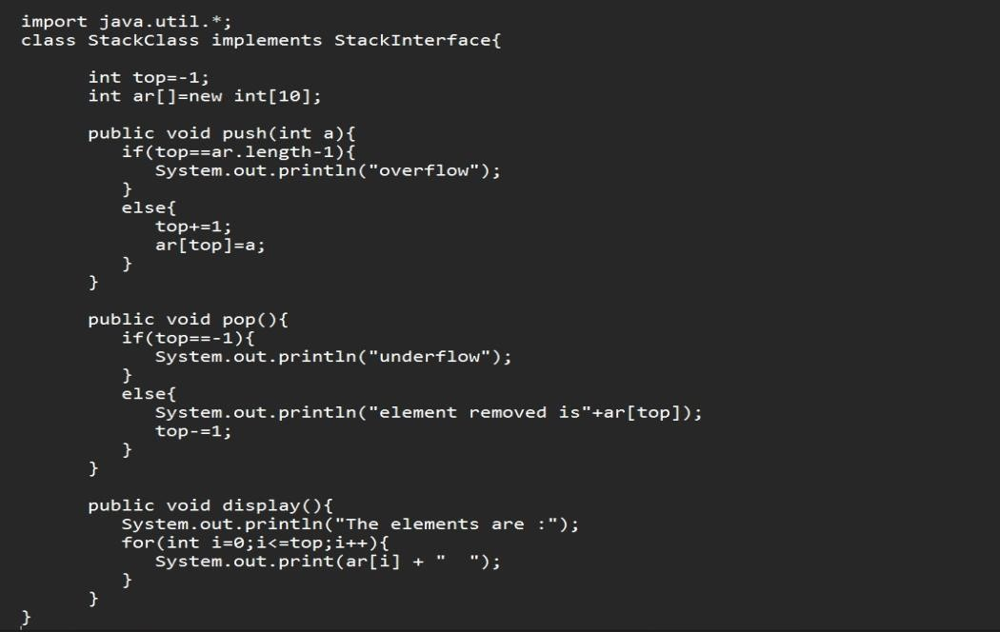 import java.util.*;
class StackClass implements StackInterface{
int top=-1;
int ar[]=new int[10];
public void push(int a){
if(top==ar.length-1){
System.out.println("overflow");
}
else{
top+=1;
ar[top]=a;
}
}
public void pop(){
if(top==-1){
System.out.println("underflow");
}
else{
System.out.println("element removed is"+ar[top]);
top-=1;
}
}
public void display(){
System.out.println("The elements are :");
for(int i=0;i<=top;i++){
System.out.print(ar[i] + "  ");
}
}
}